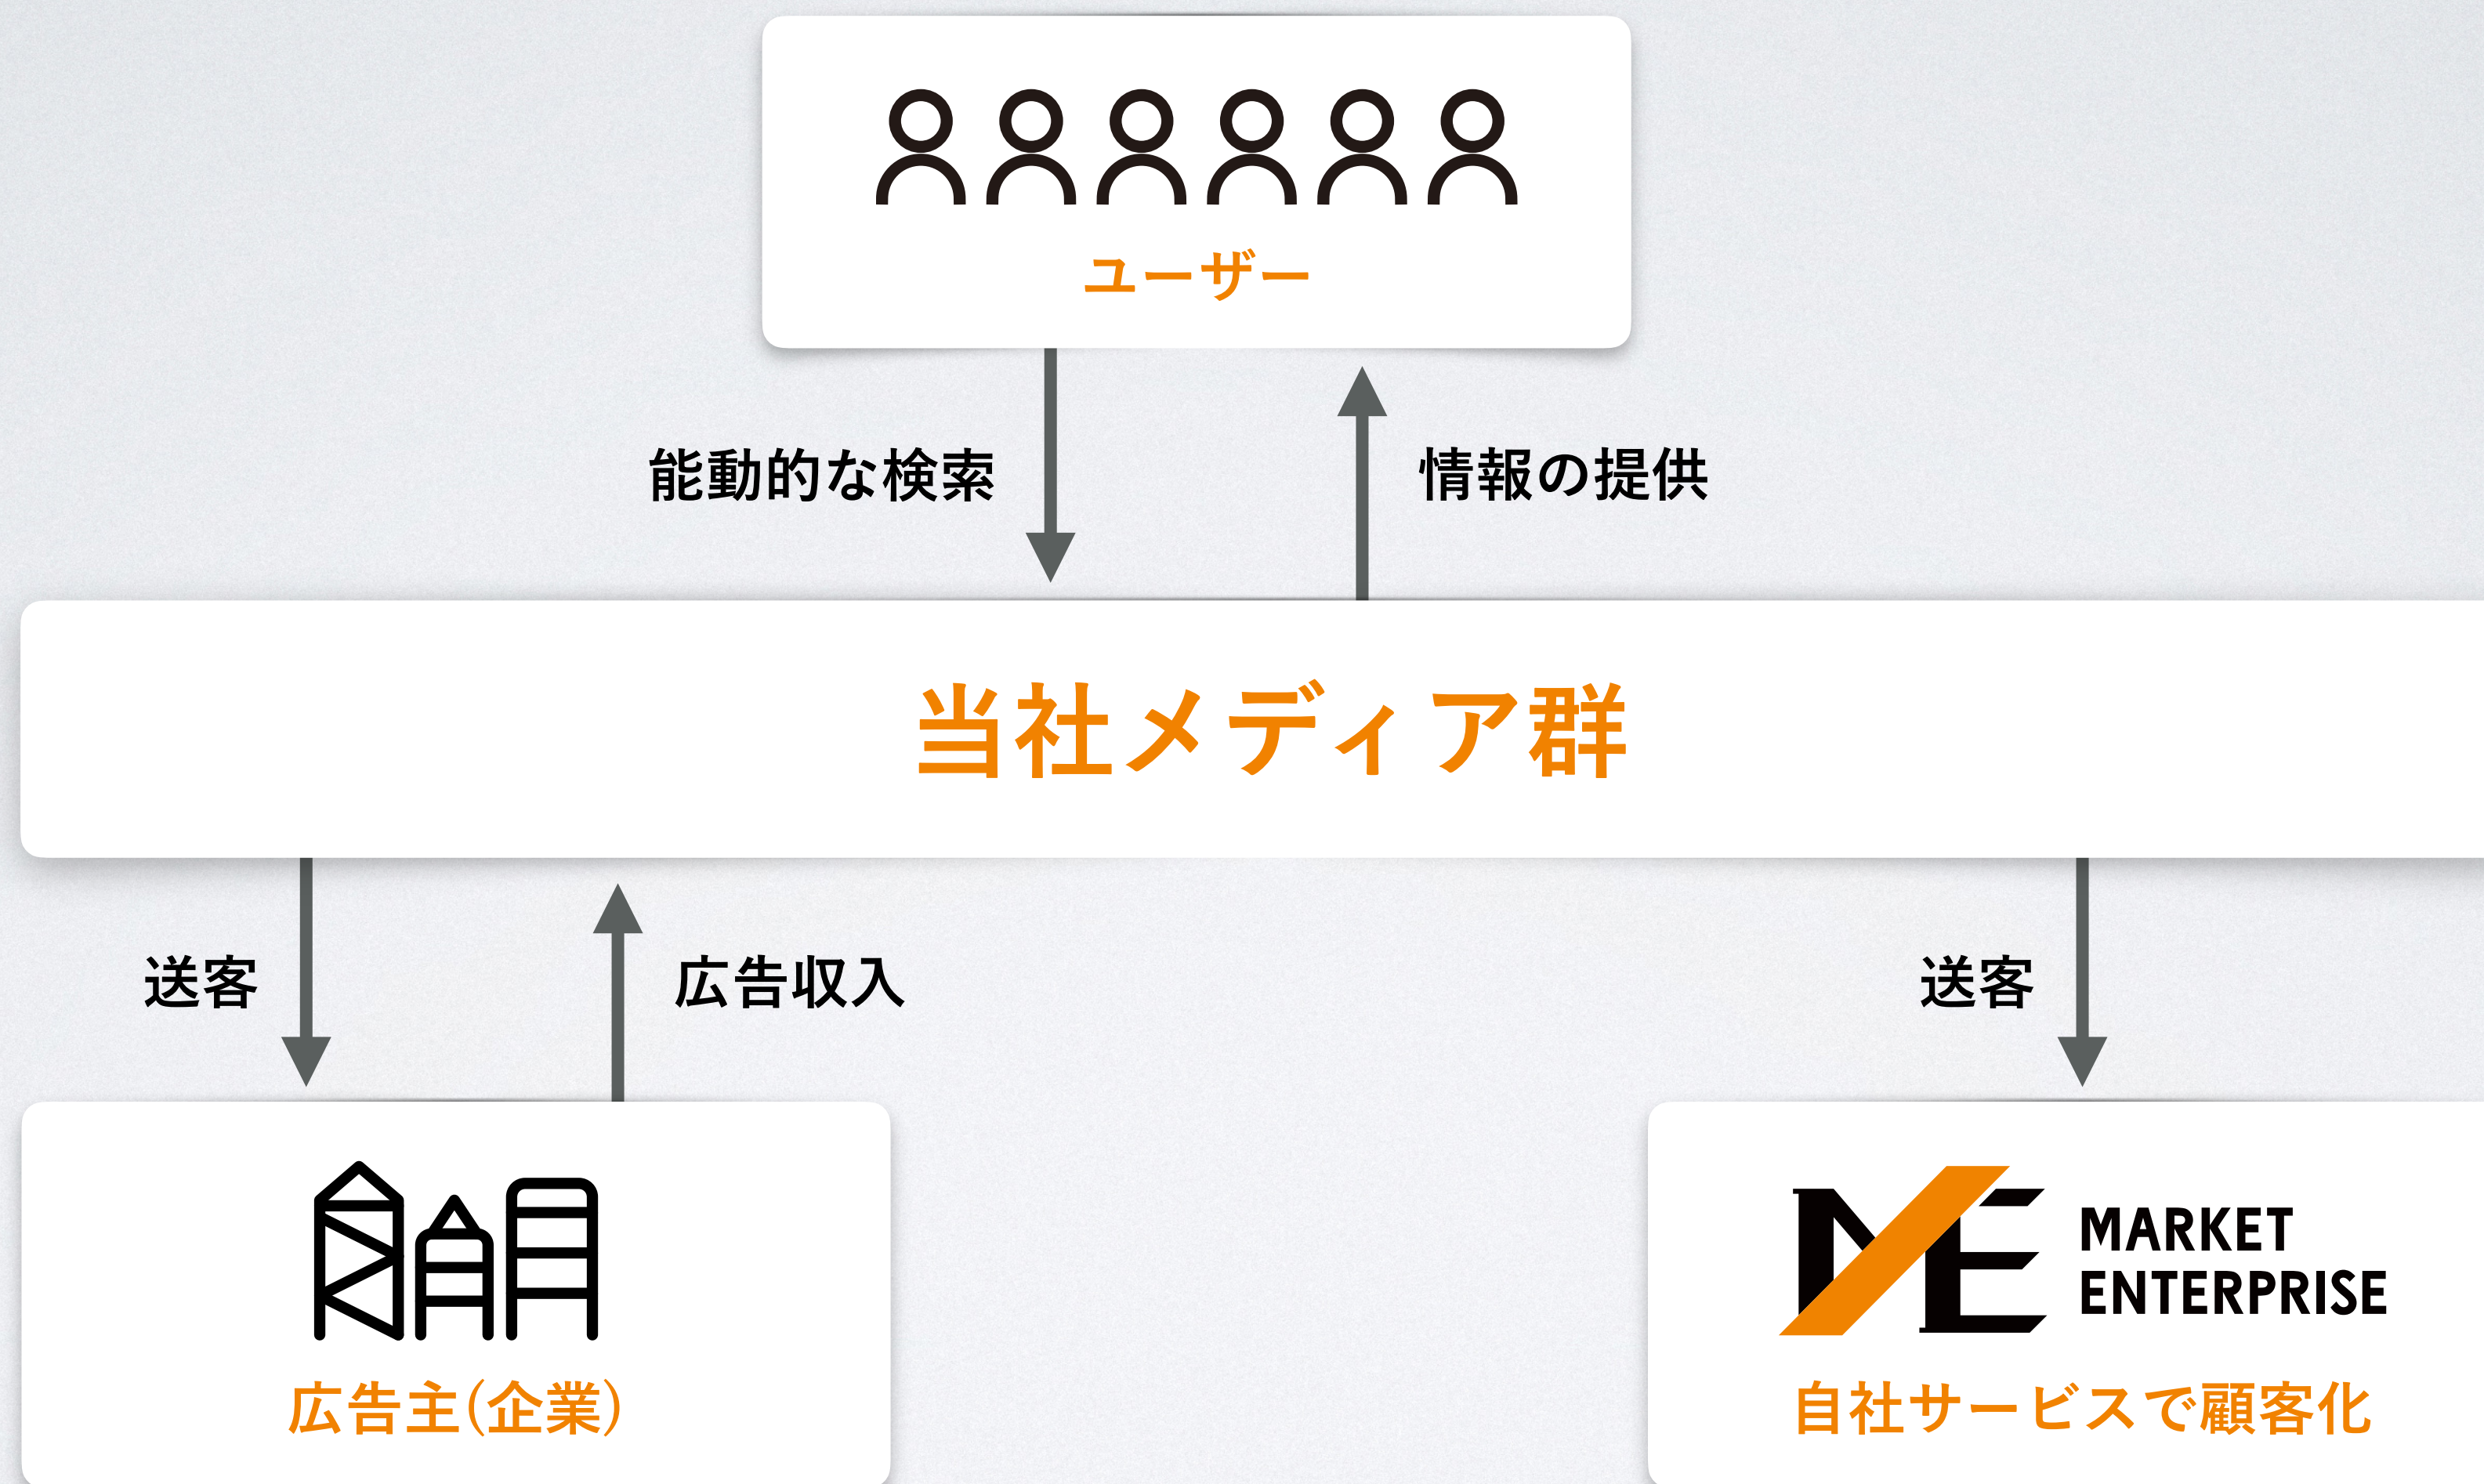 ユーザー
能動的な検索
情報の提供
当社メディア群
送客
広告収入
送客
MARKET
ENTERPRISE
広告主(企業)
自社サービスで顧客化